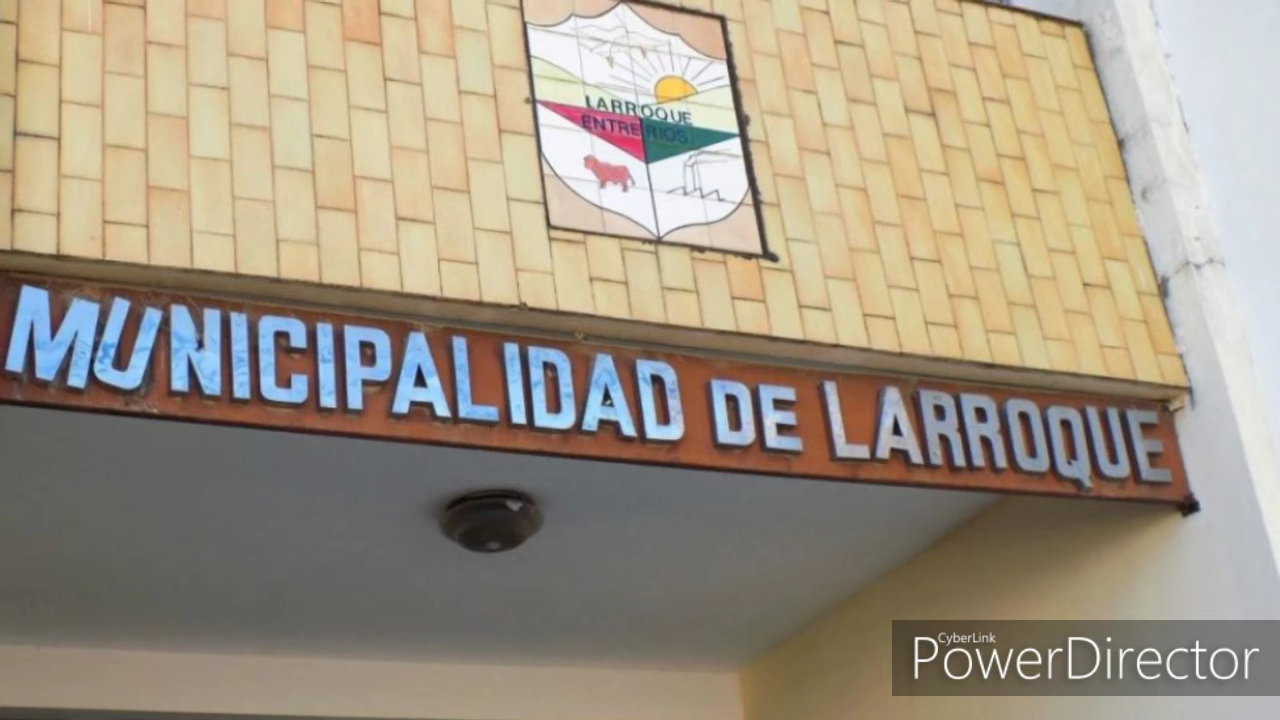 LARROQUE
ENTRE RIOS
MUNICIPALIDAD DE LARROQUE
CyberLink
PowerDirector